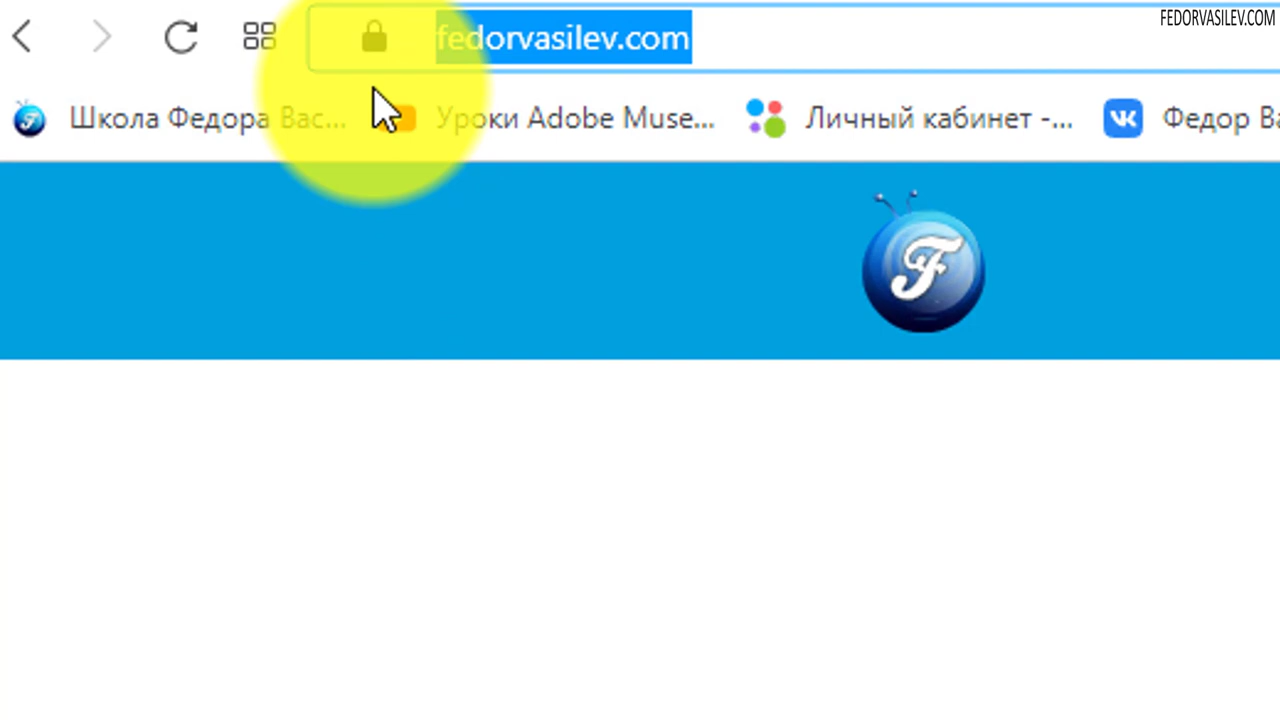 FEDORVASILEV.COM
fedorvasilev.com
Школа Федора Вас... Уроки Adobe Muse... Личный кабинет -... Федор Ва
F